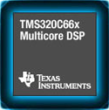 TMS320C66x
Multicore DSP
TEXAS
INSTRUMENTS